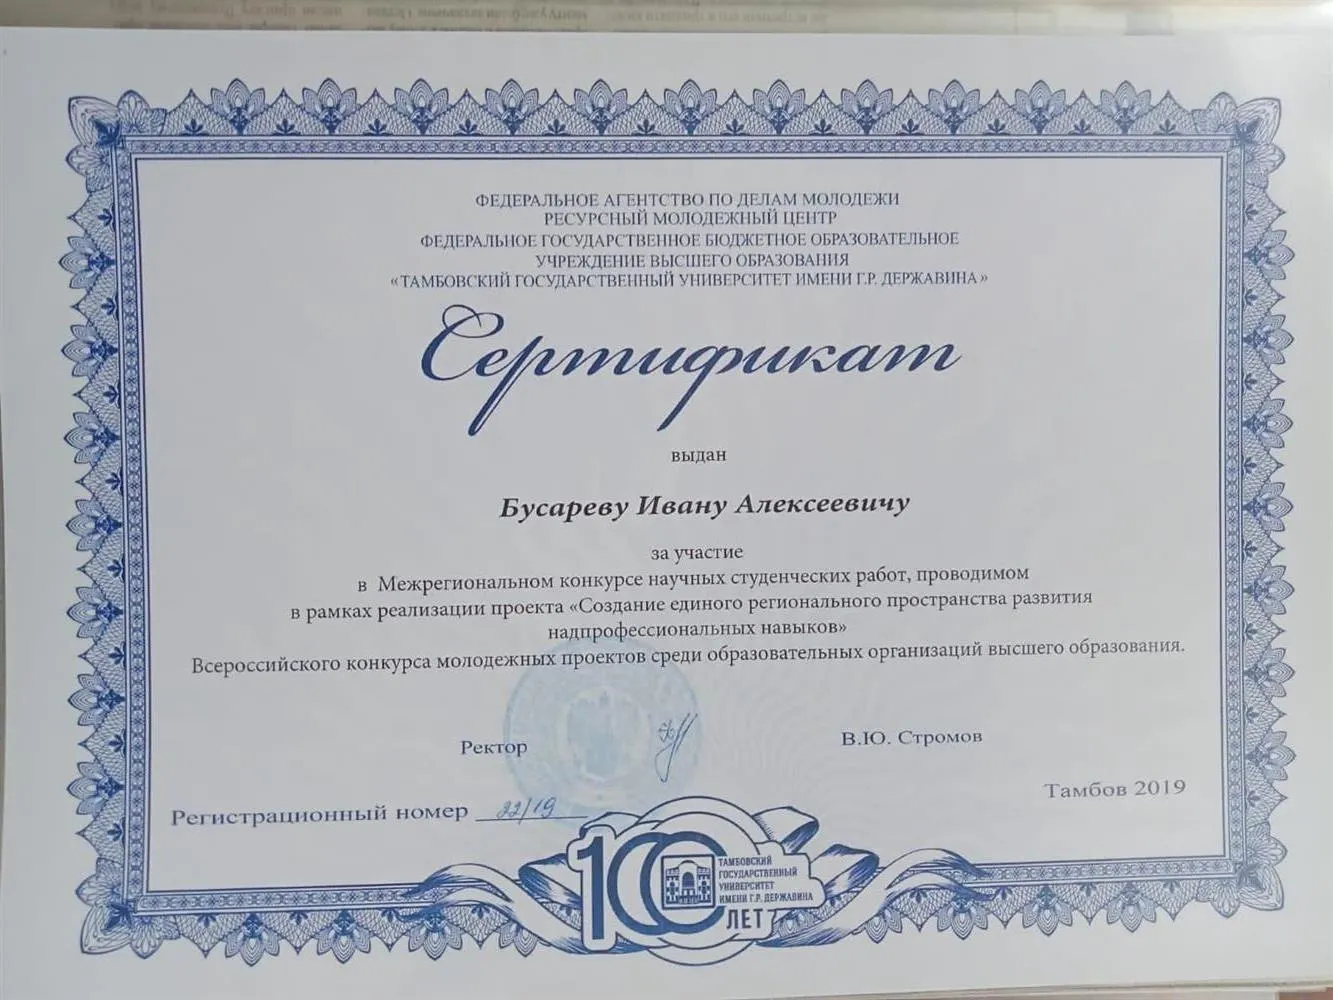 ФЕДЕРАЛЬНОЕ АГЕНТСТВО ПО ДЕЛАМ МОЛОДЕЖИ
РЕСУРСНЫЙ МОЛОДЕЖНЫЙ ЦЕНТР
ФЕДЕРАЛЬНОЕ ГОСУДАРСТВЕННОЕ БЮДЖЕТНОЕ ОБРАЗОВАТЕЛЬНОЕ
УЧРЕЖДЕНИЕ ВЫСШЕГО ОБРАЗОВАНИЯ
«ТАМБОВСКИЙ ГОСУДАРСТВЕННЫЙ УНИВЕРСИТЕТ ИМЕНИ Г.Р. ДЕРЖАВИНА»
Сертификат
выдан
Бусареву Ивану Алексеевичу
за участие
в Межрегиональном конкурсе научных студенческих работ, проводимом
в рамках реализации проекта «Создание единого регионального пространства развития
надпрофессиональных навыков»
Всероссийского конкурса молодежных проектов среди образовательных организаций высшего образования.
Ректор В.Ю. Стромов
Тамбов 2019
Регистрационный номер 22/19
100 ЛЕТ
ТАМБОВСКИЙ
ГОСУДАРСТВЕННЫЙ
УНИВЕРСИТЕТ
ИМЕНИ Г.Р. ДЕРЖАВИНА